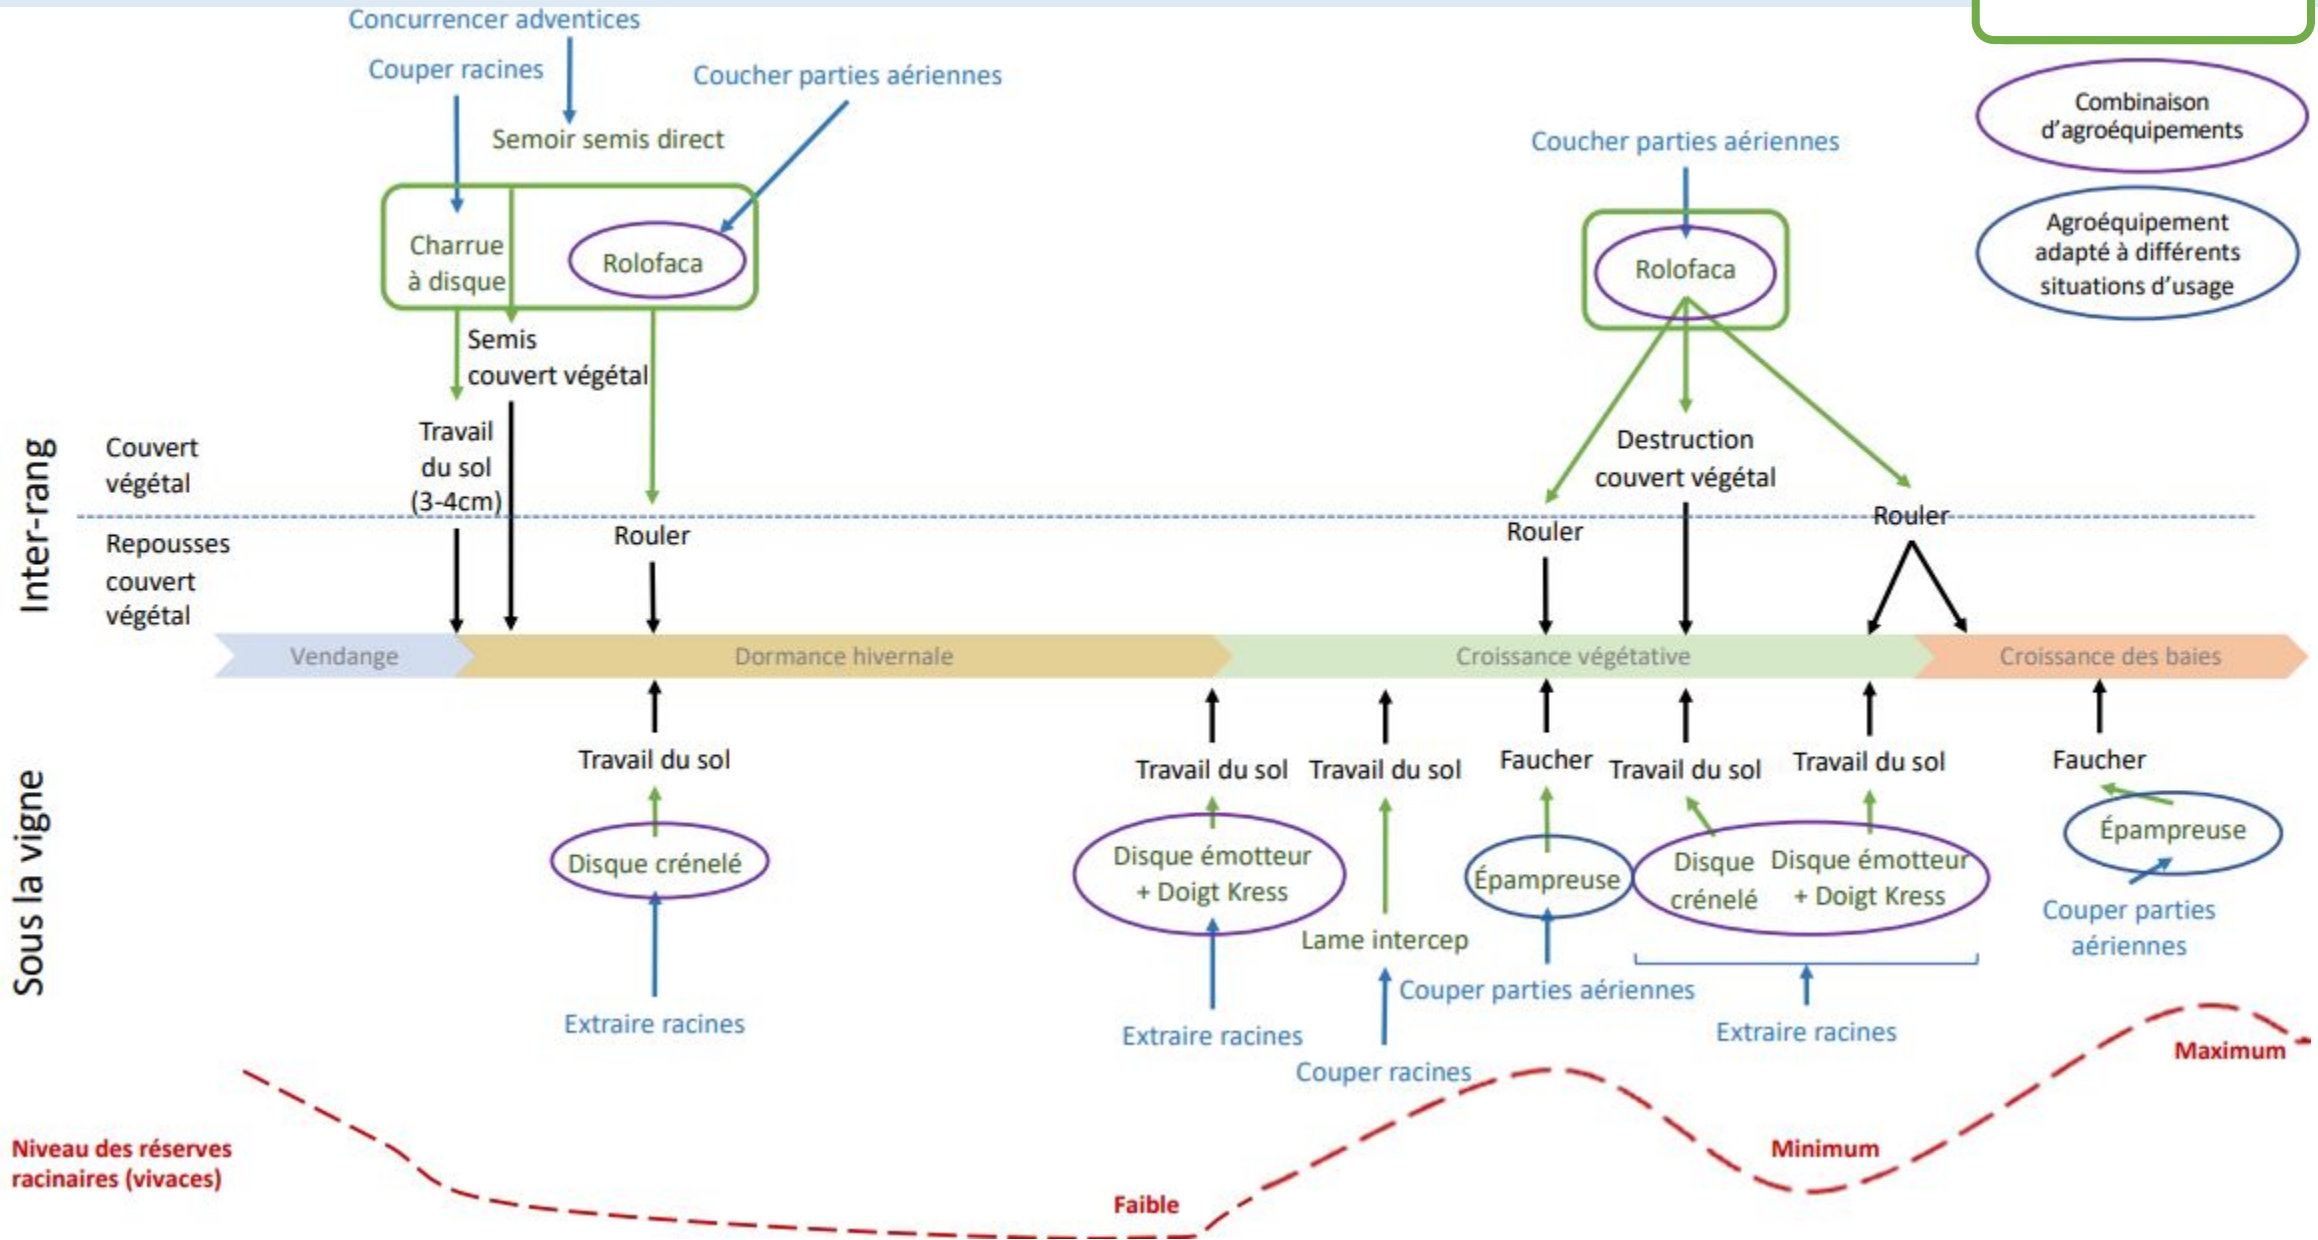 Concurrencer adventices
Couper racines
Coucher parties aériennes
Semoir semis direct
Charrue
à disque
Rolofaca
Semis
couvert végétal
Travail
du sol
(3-4cm)
Rouler
Coucher parties aériennes
Rolofaca
Destruction
couvert végétal
Rouler
Rouler
Combinaison
d'agroéquipements
Agroéquipement
adapté à différents
situations d'usage
Inter-rang
Couvert
végétal
Repousses
couvert
végétal
Vendange
Dormance hivernale
Croissance végétative
Croissance des baies
Sous la vigne
Travail du sol
Disque crénelé
Extraire racines
Travail du sol
Disque émotteur
+ Doigt Kress
Extraire racines
Travail du sol
Lame intercep
Couper racines
Faucher
Épampreuse
Couper parties aériennes
Travail du sol
Disque
crénelé
Travail du sol
Disque émotteur
+ Doigt Kress
Extraire racines
Faucher
Épampreuse
Couper parties
aériennes
Niveau des réserves
racinaires (vivaces)
Faible
Minimum
Maximum